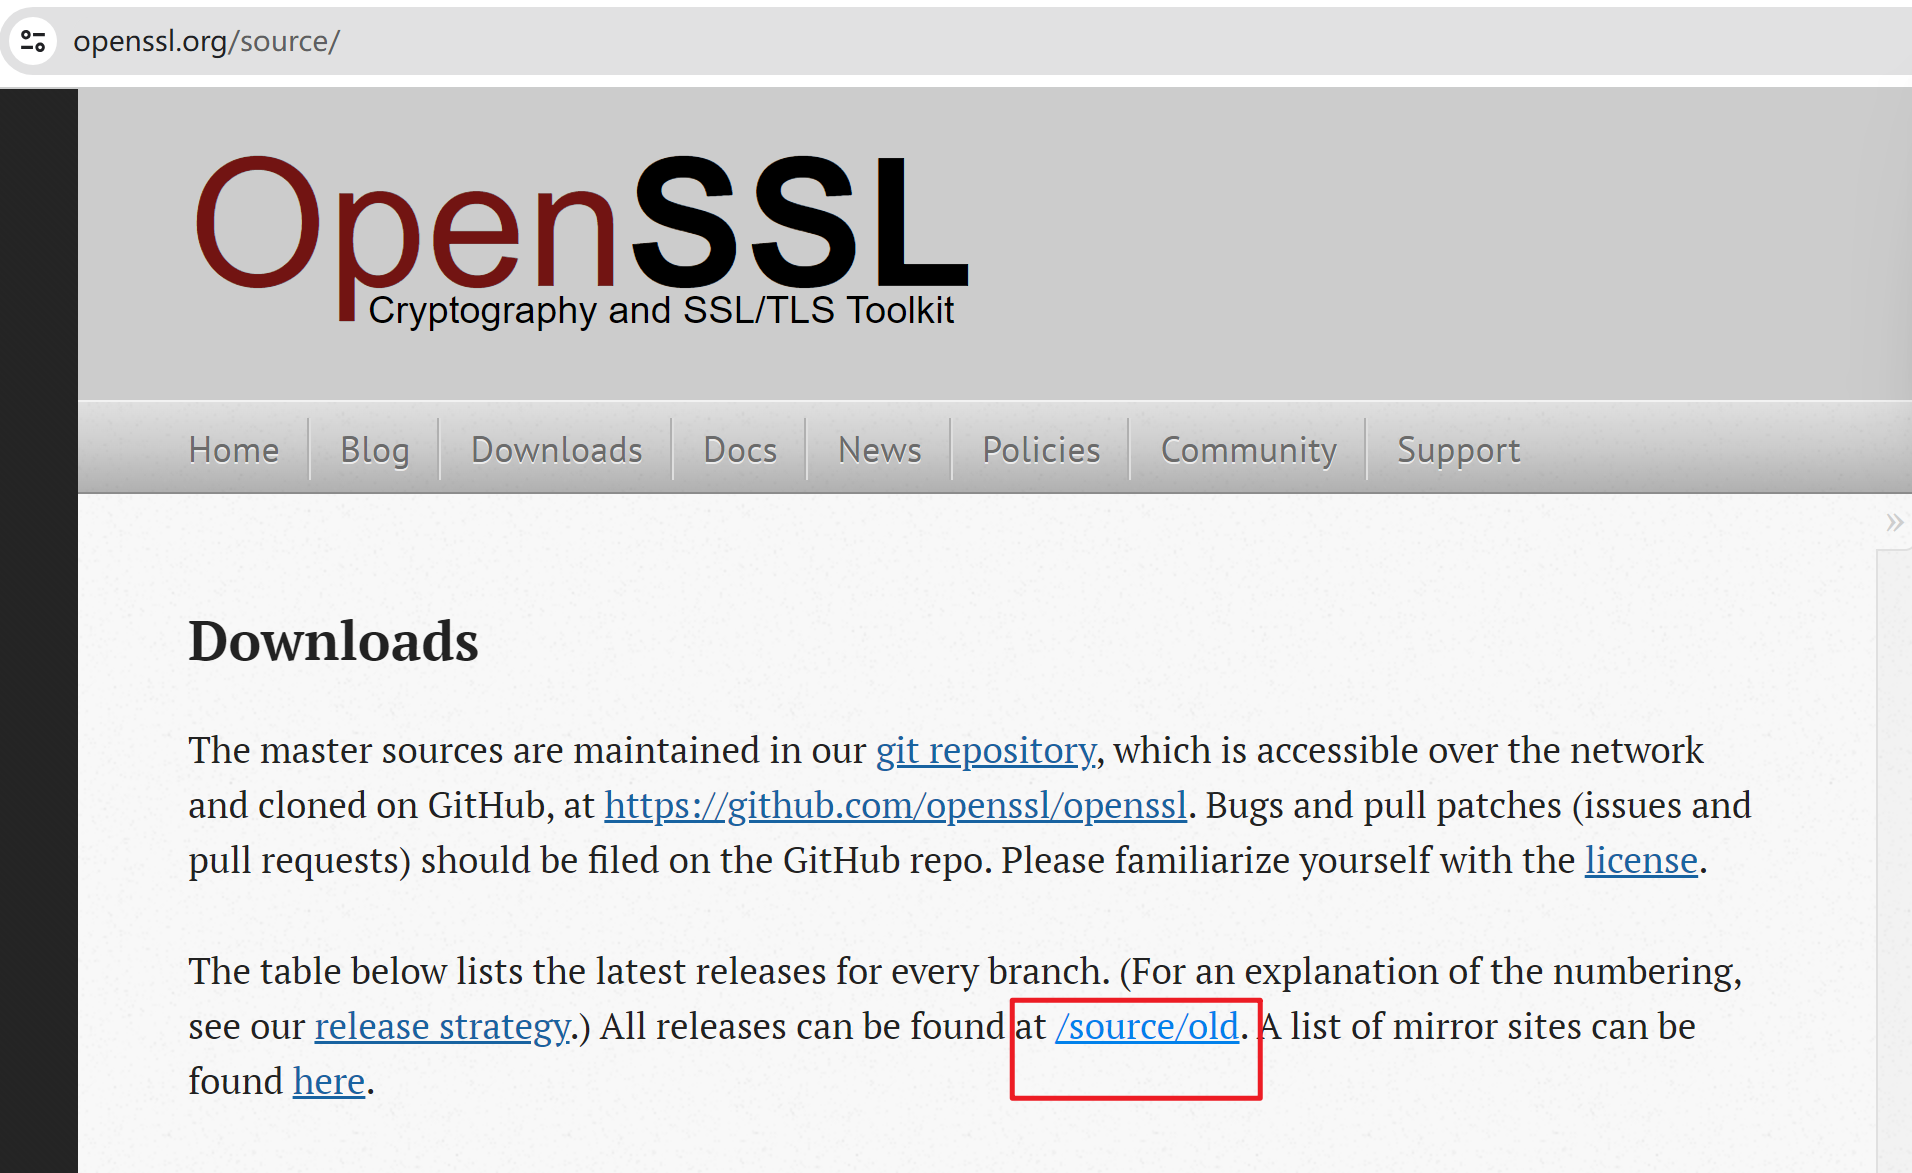 openssl.org/source/
OpenSSL
Cryptography and SSL/TLS Toolkit
Home Blog Downloads Docs News Policies Community Support
»
Downloads
The master sources are maintained in our git repository, which is accessible over the network
and cloned on GitHub, at https://github.com/openssl/openssl. Bugs and pull patches (issues and
pull requests) should be filed on the GitHub repo. Please familiarize yourself with the license.
The table below lists the latest releases for every branch. (For an explanation of the numbering,
see our release strategy.) All releases can be found at /source/old. A list of mirror sites can be
found here.